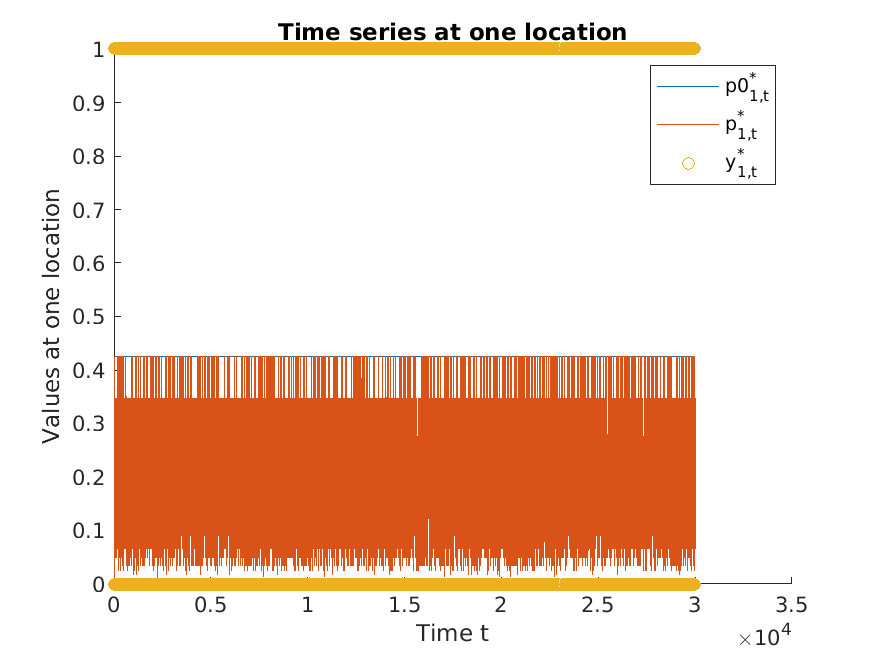 Time series at one location
1
0.9
0.8
0.7
0.6
0.5
0.4
0.3
0.2
0.1
0
Values at one location
p0*1,t
p*1,t
y*1,t
0 0.5 1 1.5 2 2.5 3 3.5
Time t
×10^4